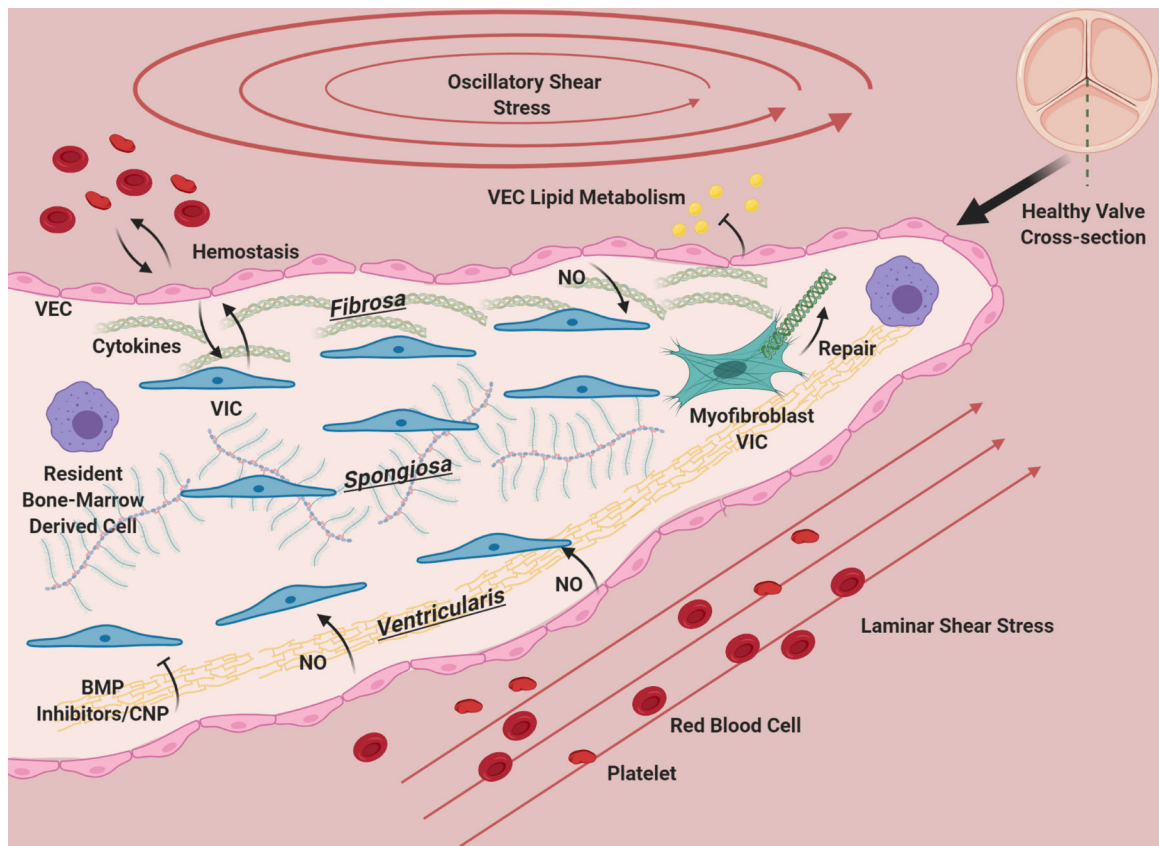 Oscillatory Shear
Stress
VEC Lipid Metabolism
Healthy Valve
Cross-section
Hemostasis
VEC
Fibrosa
NO
Cytokines
Repair
VIC
Myofibroblast
VIC
Resident
Bone-Marrow
Derived Cell
Spongiosa
NO
Ventricularis
Laminar Shear Stress
NO
BMP
Inhibitors/CNP
Red Blood Cell
Platelet